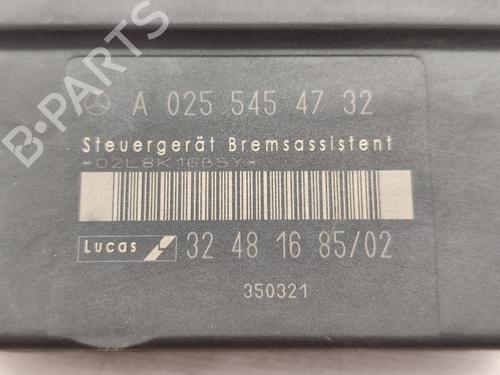 A 025 545 47 32
Steuergerät Bremsassistent
*02L8K16B5Y*
Lucas 32 48 16 85/02
350321
B-PARTS